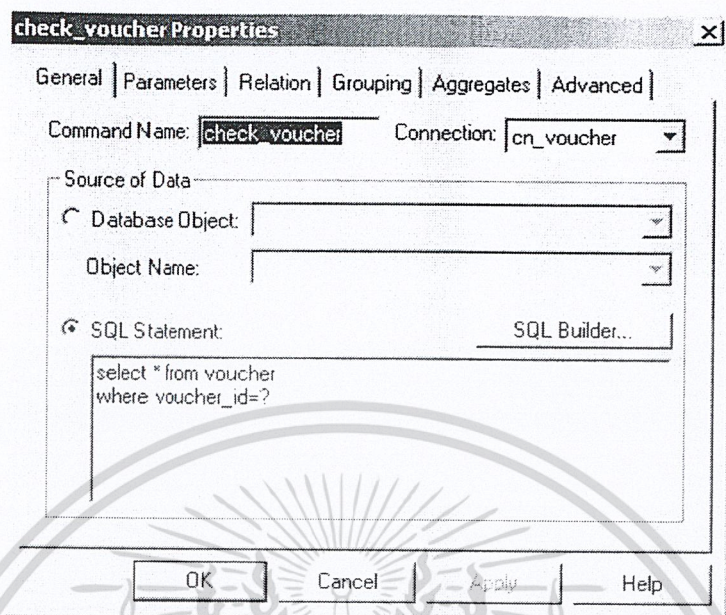 check_voucher Properties
General Parameters Relation Grouping Aggregates Advanced
Command Name: check_voucher Connection: cn_voucher
Source of Data
Database Object:
Object Name:
SQL Statement: SQL Builder...
select * from voucher
where voucher_id=?
OK Cancel Apply Help